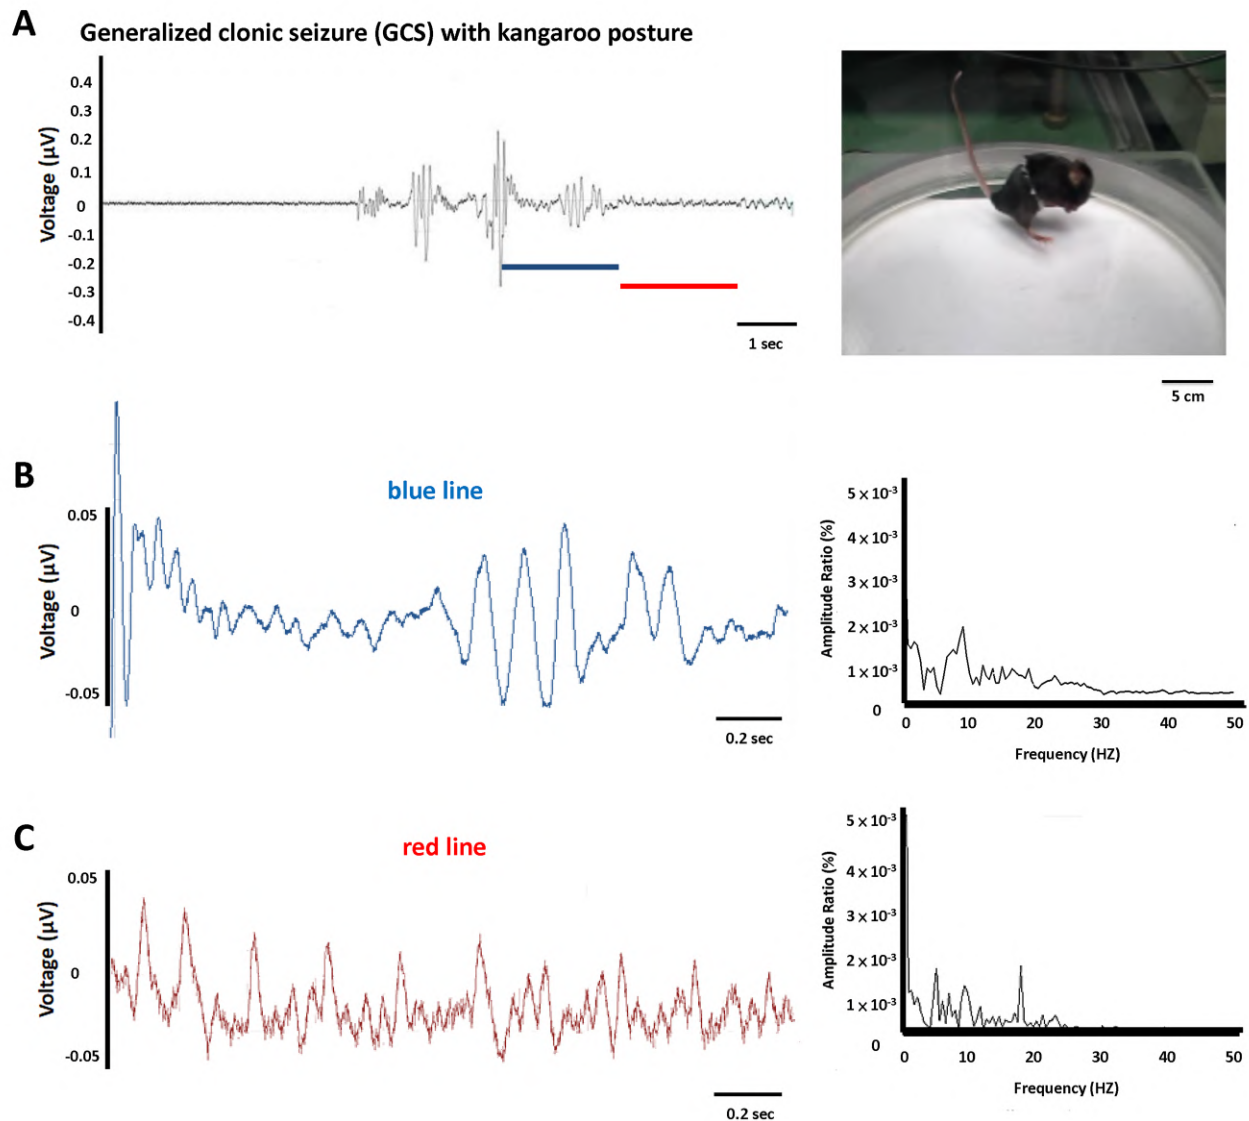 A
Generalized clonic seizure (GCS) with kangaroo posture
Voltage (μV)
0.4
0.3
0.2
0.1
0
-0.1
-0.2
-0.3
-0.4
1 sec
5 cm
B
blue line
Voltage (μV)
0.05
0
-0.05
0.2 sec
Amplitude Ratio (%)
5 x 10⁻³
4 x 10⁻³
3 x 10⁻³
2 x 10⁻³
1 x 10⁻³
0
0 10 20 30 40 50
Frequency (HZ)
C
red line
Voltage (μV)
0.05
0
-0.05
0.2 sec
Amplitude Ratio (%)
5 x 10⁻³
4 x 10⁻³
3 x 10⁻³
2 x 10⁻³
1 x 10⁻³
0
0 10 20 30 40 50
Frequency (HZ)